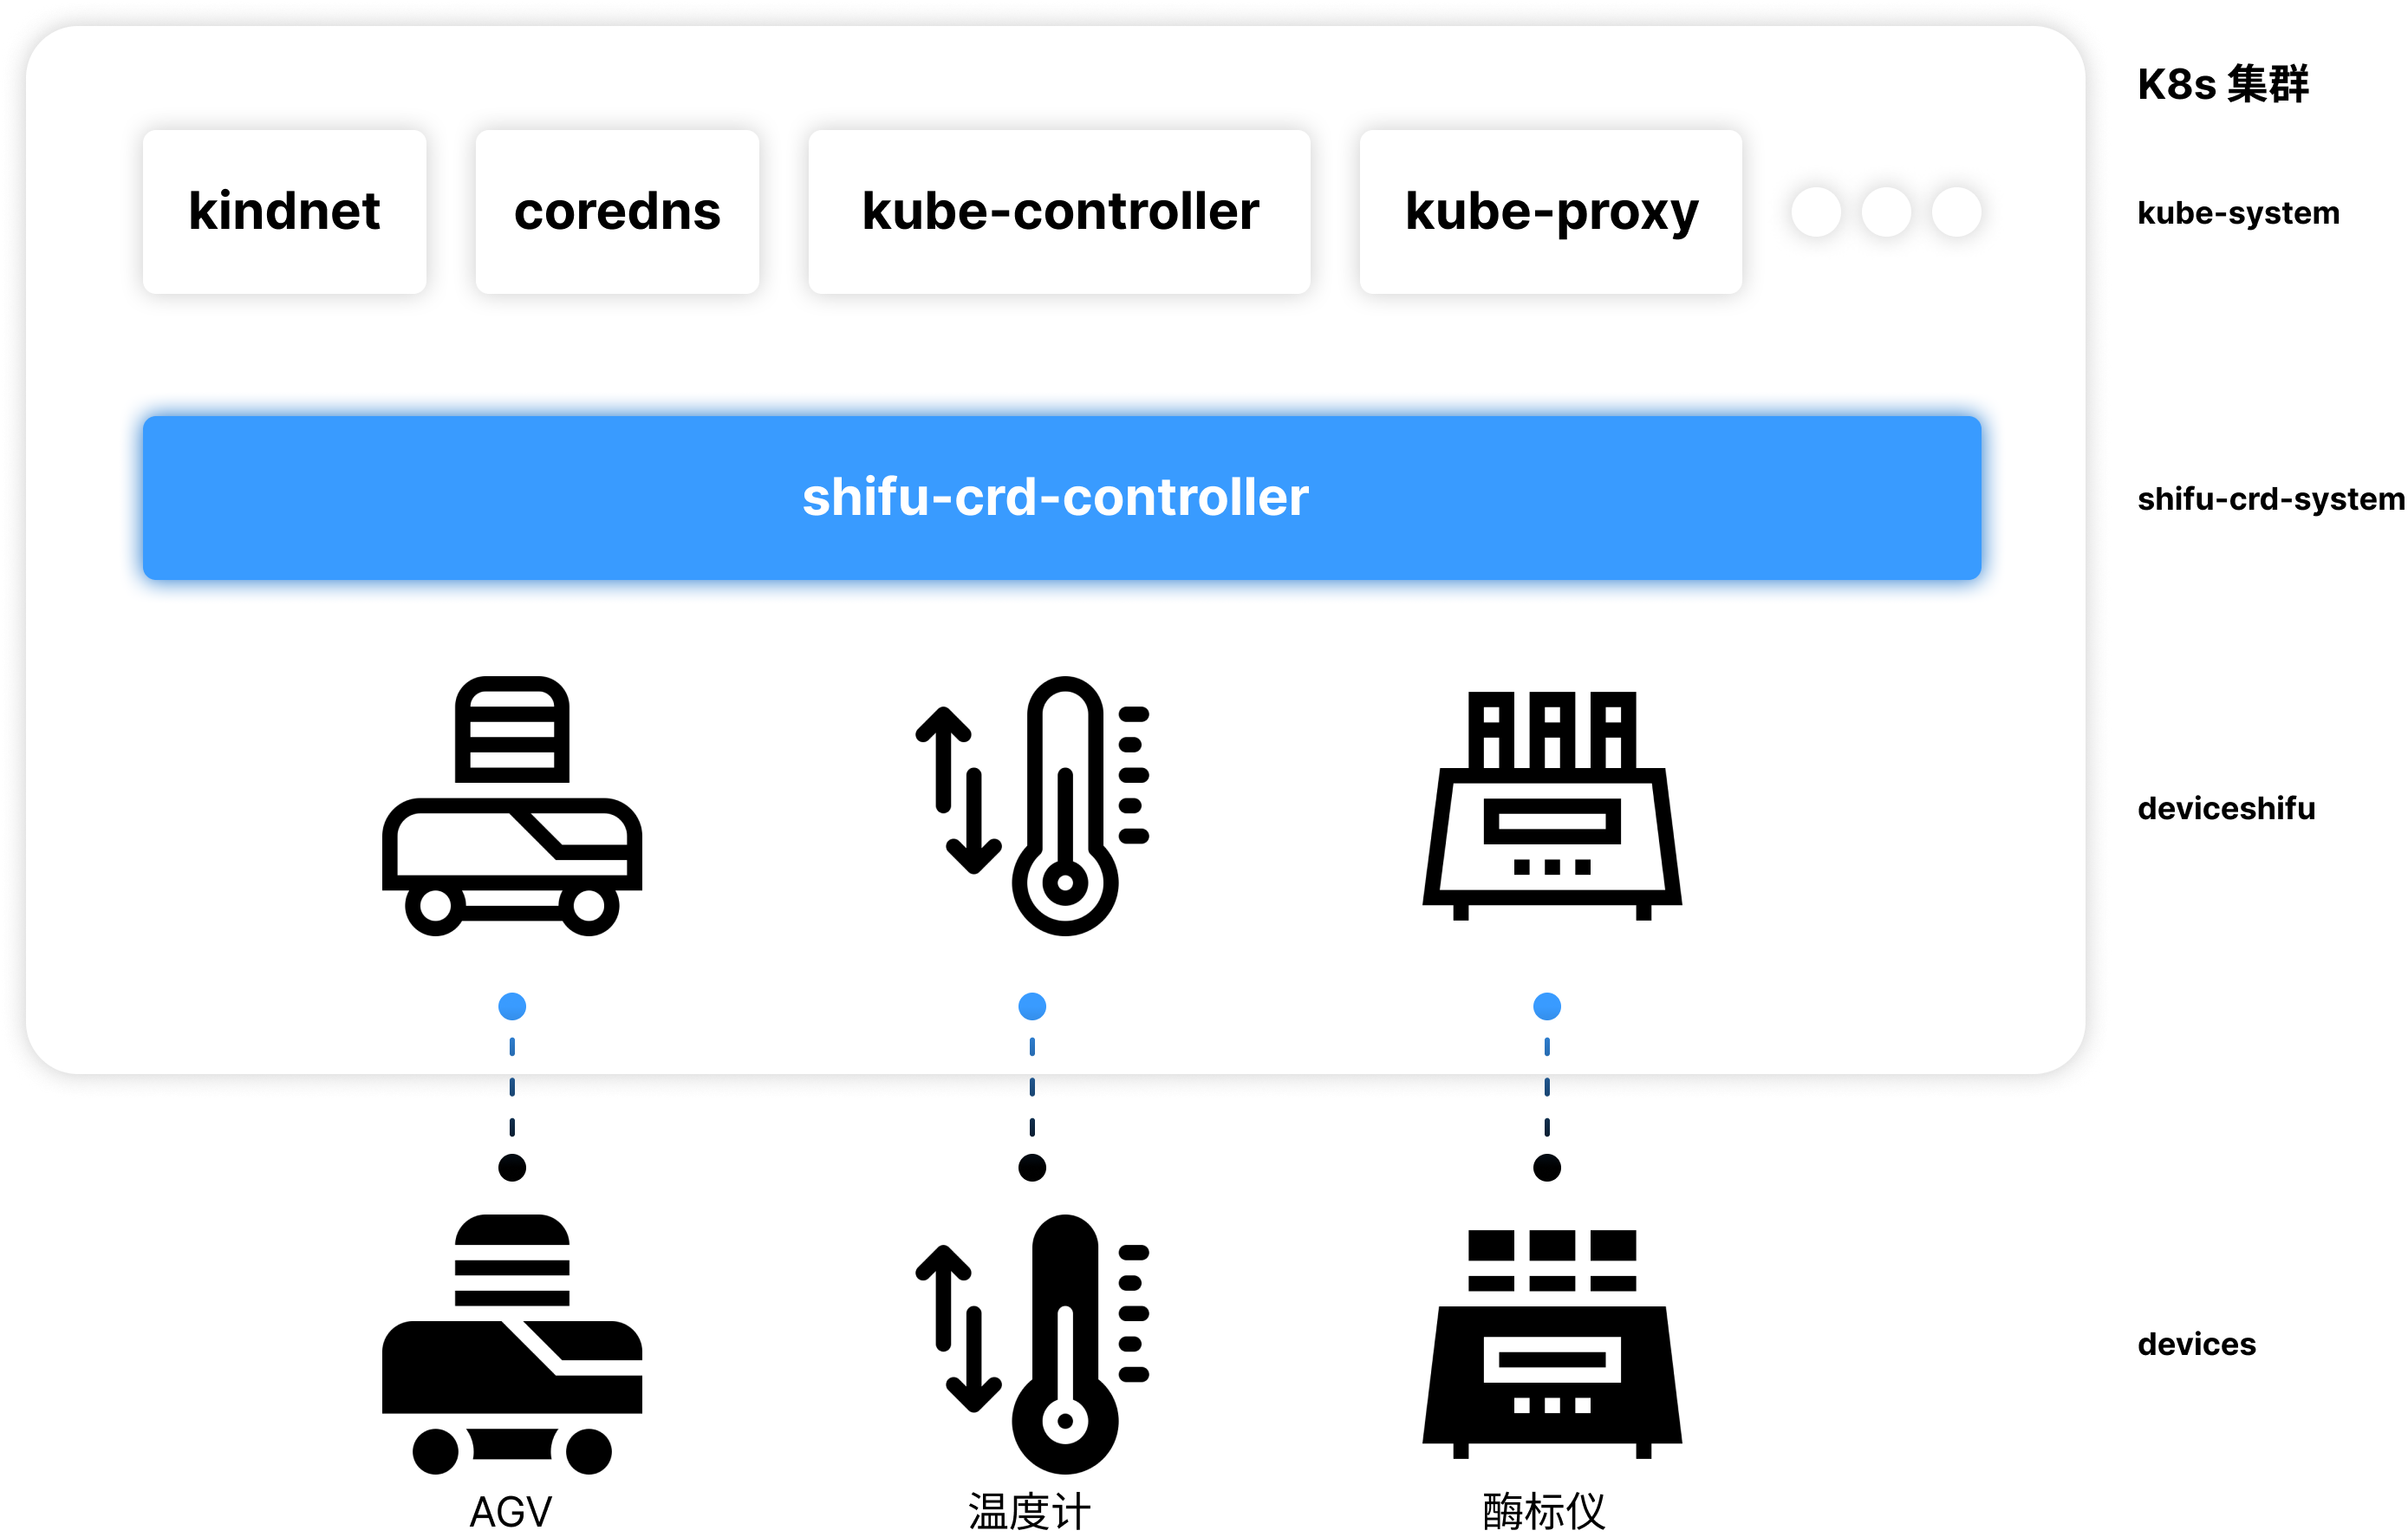 K8s 集群
kindnet
coredns
kube-controller
kube-proxy
kube-system
shifu-crd-controller
shifu-crd-system
deviceshifu
devices
AGV
温度计
酶标仪